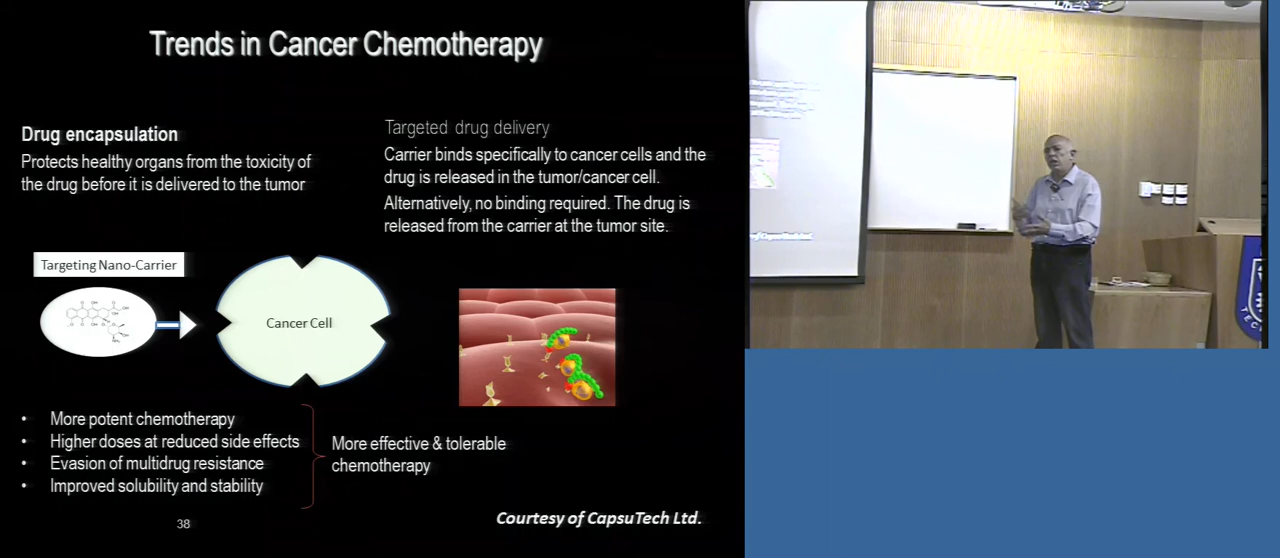 Trends in Cancer Chemotherapy
Drug encapsulation
Protects healthy organs from the toxicity of
the drug before it is delivered to the tumor
Targeted drug delivery
Carrier binds specifically to cancer cells and the
drug is released in the tumor/cancer cell.
Alternatively, no binding required. The drug is
released from the carrier at the tumor site.
Targeting Nano-Carrier
Cancer Cell
• More potent chemotherapy
• Higher doses at reduced side effects
• Evasion of multidrug resistance
• Improved solubility and stability
More effective & tolerable
chemotherapy
38
Courtesy of CapsuTech Ltd.